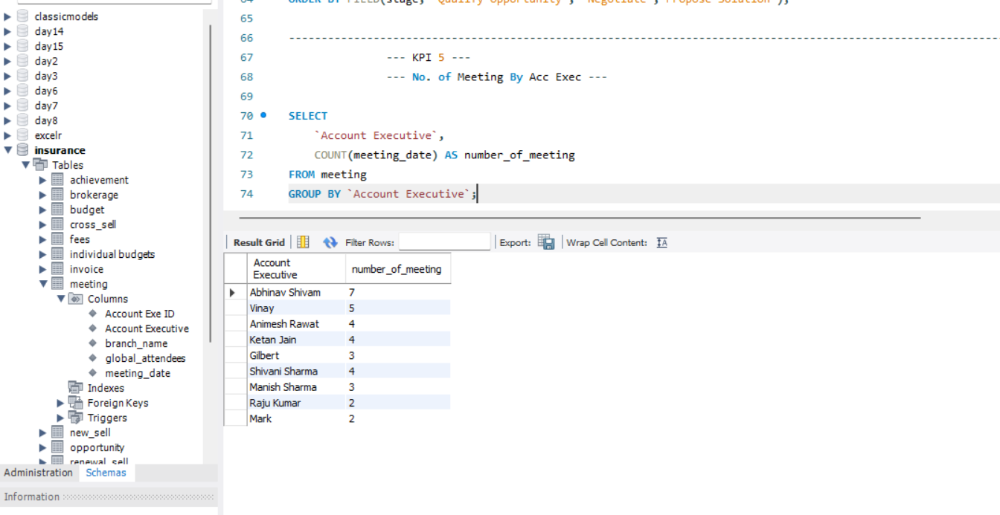 classicmodels
day14
day15
day2
day3
day6
day7
day8
excelr
insurance
Tables
achievement
brokerage
budget
cross_sell
fees
individual budgets
invoice
meeting
Columns
Account Exe ID
Account Executive
branch_name
global_attendees
meeting_date
Indexes
Foreign Keys
Triggers
new_sell
opportunity
renewal_sell
Administration Schemas
Information
64 ORDER BY FIELD(stage, "Qualify Opportunity", "Negotiate","Propose Solution");
65
66 ----------------------------------------------------------------------------------------------------
67 --- KPI 5 ---
68 --- No. of Meeting By Acc Exec ---
69
70 SELECT
71 `Account Executive`,
72 COUNT(meeting_date) AS number_of_meeting
73 FROM meeting
74 GROUP BY `Account Executive`;
Result Grid Filter Rows: Export: Wrap Cell Content: IA
Account Executive number_of_meeting
Abhinav Shivam 7
Vinay 5
Animesh Rawat 4
Ketan Jain 4
Gilbert 3
Shivani Sharma 4
Manish Sharma 3
Raju Kumar 2
Mark 2